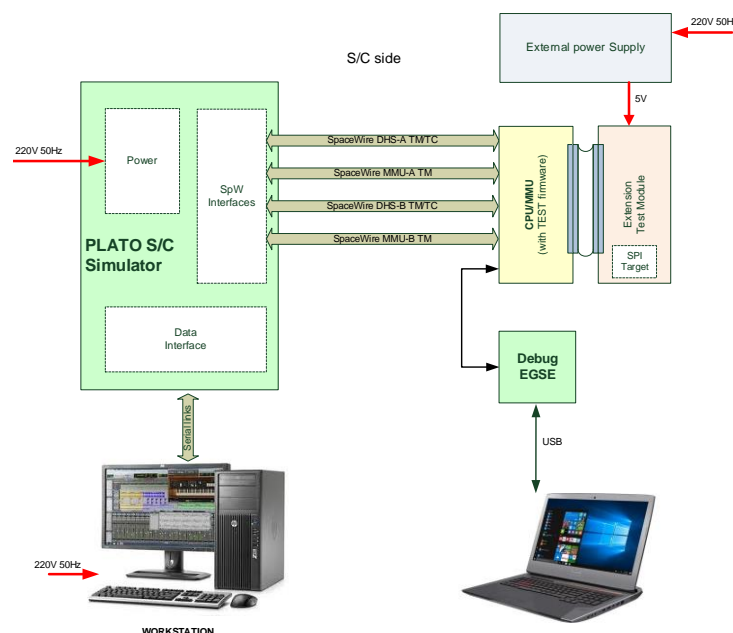 220V 50H
External power Supply
S/C side
5V
220V 50Hz
Power
SpW
Interfaces
SpaceWire DHS-A TM/TC
SpaceWire MMU-A TM
SpaceWire DHS-B TM/TC
SpaceWire MMU-B TM
CPU/MMU
(with TEST firmware)
Extension
Test Module
SPI
Target
PLATO S/C
Simulator
Data
Interface
Debug
EGSE
Serial links
USB
220V 50Hz
WORKSTATION